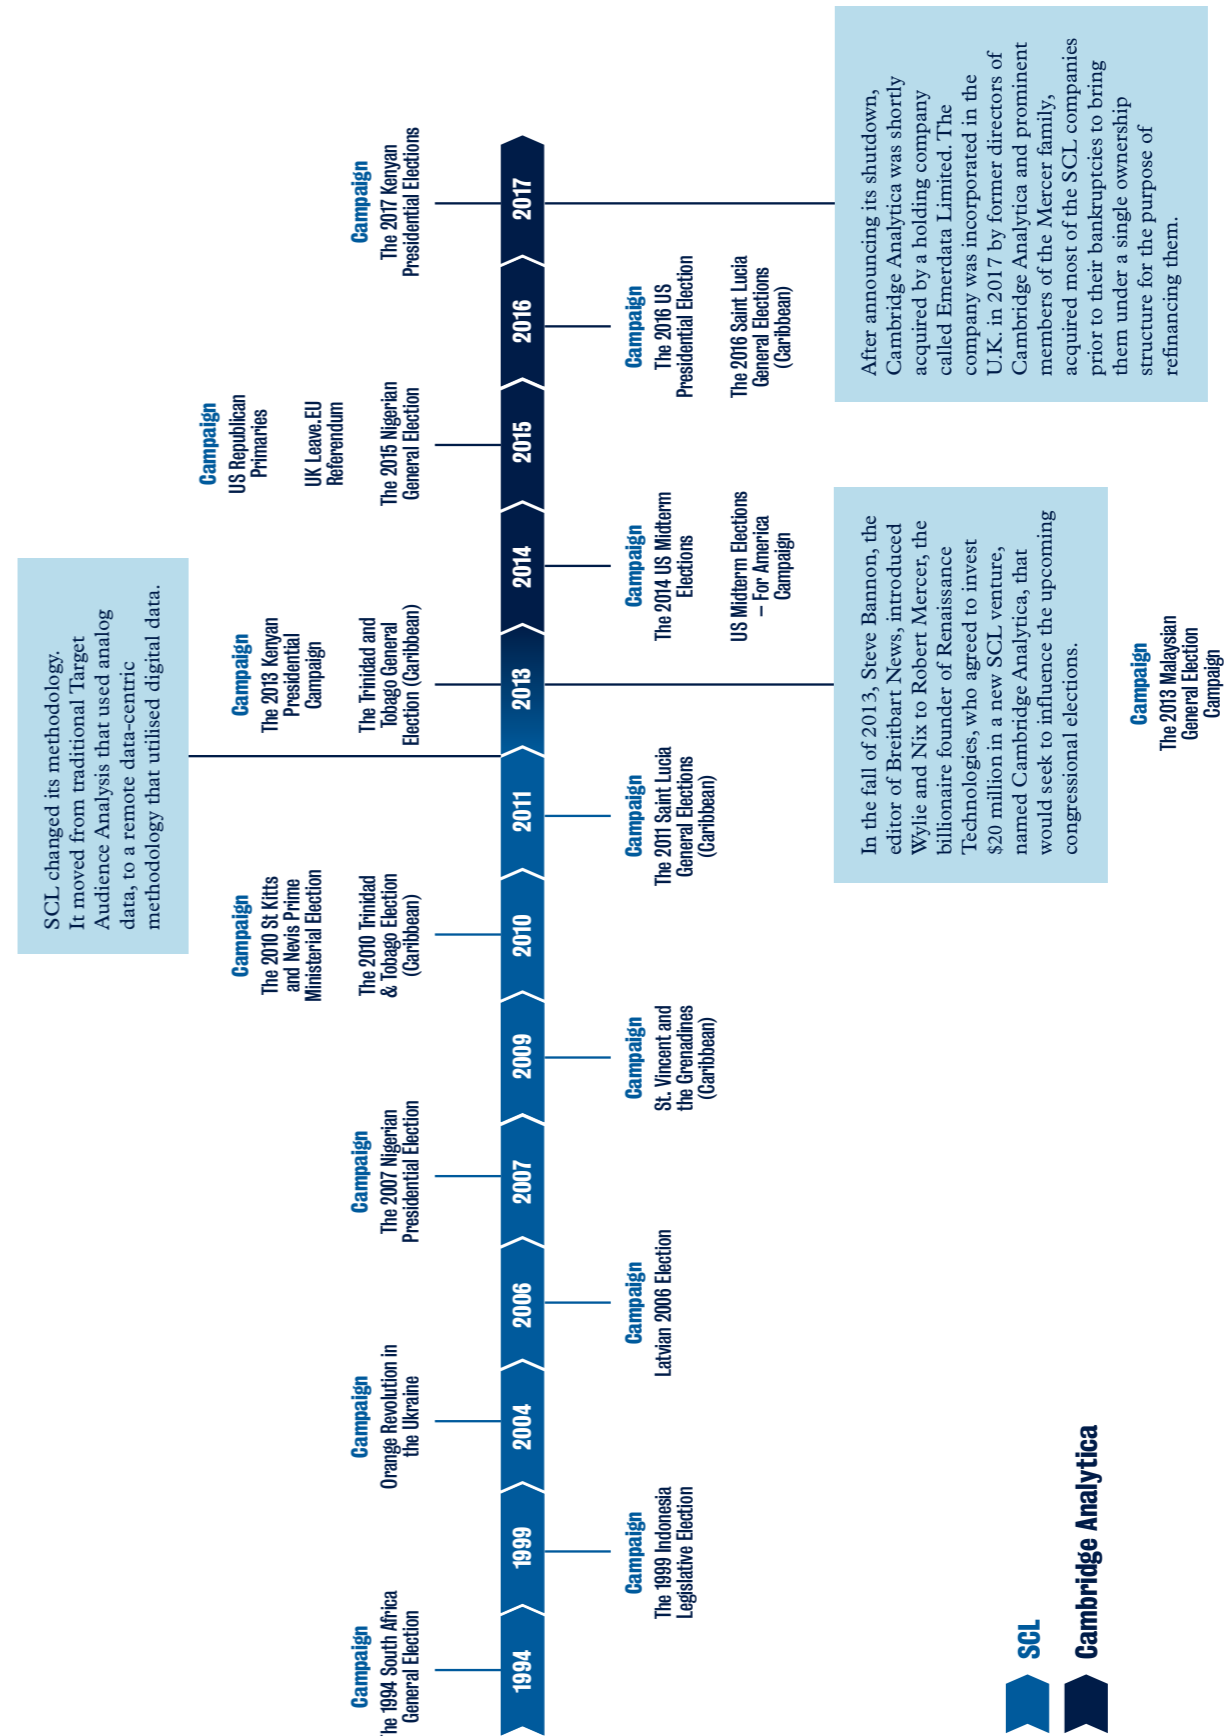 SCL changed its methodology.
It moved from traditional Target
Audience Analysis that used analog
data, to a remote data-centric
methodology that utilised digital data.
Campaign
The 1994 South Africa
General Election
Campaign
Orange Revolution in
the Ukraine
Campaign
The 2007 Nigerian
Presidential Election
Campaign
The 2010 St Kitts
and Nevis Prime
Ministerial Election
The 2010 Trinidad
& Tobago Election
(Caribbean)
Campaign
The 2013 Kenyan
Presidential
Campaign
The Trinidad and
Tobago General
Election (Caribbean)
Campaign
US Republican
Primaries
UK Leave.EU
Referendum
The 2015 Nigerian
General Election
Campaign
The 2017 Kenyan
Presidential Elections
1994
1999
2004
2006
2007
2009
2010
2011
2013
2014
2015
2016
2017
Campaign
The 1999 Indonesia
Legislative Election
Campaign
Latvian 2006 Election
Campaign
St. Vincent and
the Grenadines
(Caribbean)
Campaign
The 2011 Saint Lucia
General Elections
(Caribbean)
Campaign
The 2014 US Midterm
Elections
US Midterm Elections
– For America
Campaign
Campaign
The 2016 US
Presidential Election
The 2016 Saint Lucia
General Elections
(Caribbean)
In the fall of 2013, Steve Bannon, the
editor of Breitbart News, introduced
Wylie and Nix to Robert Mercer, the
billionaire founder of Renaissance
Technologies, who agreed to invest
$20 million in a new SCL venture,
named Cambridge Analytica, that
would seek to influence the upcoming
congressional elections.
After announcing its shutdown,
Cambridge Analytica was shortly
acquired by a holding company
called Emerdata Limited. The
company was incorporated in the
U.K. in 2017 by former directors of
Cambridge Analytica and prominent
members of the Mercer family,
acquired most of the SCL companies
prior to their bankruptcies to bring
them under a single ownership
structure for the purpose of
refinancing them.
SCL
Cambridge Analytica
Campaign
The 2013 Malaysian
General Election
Campaign